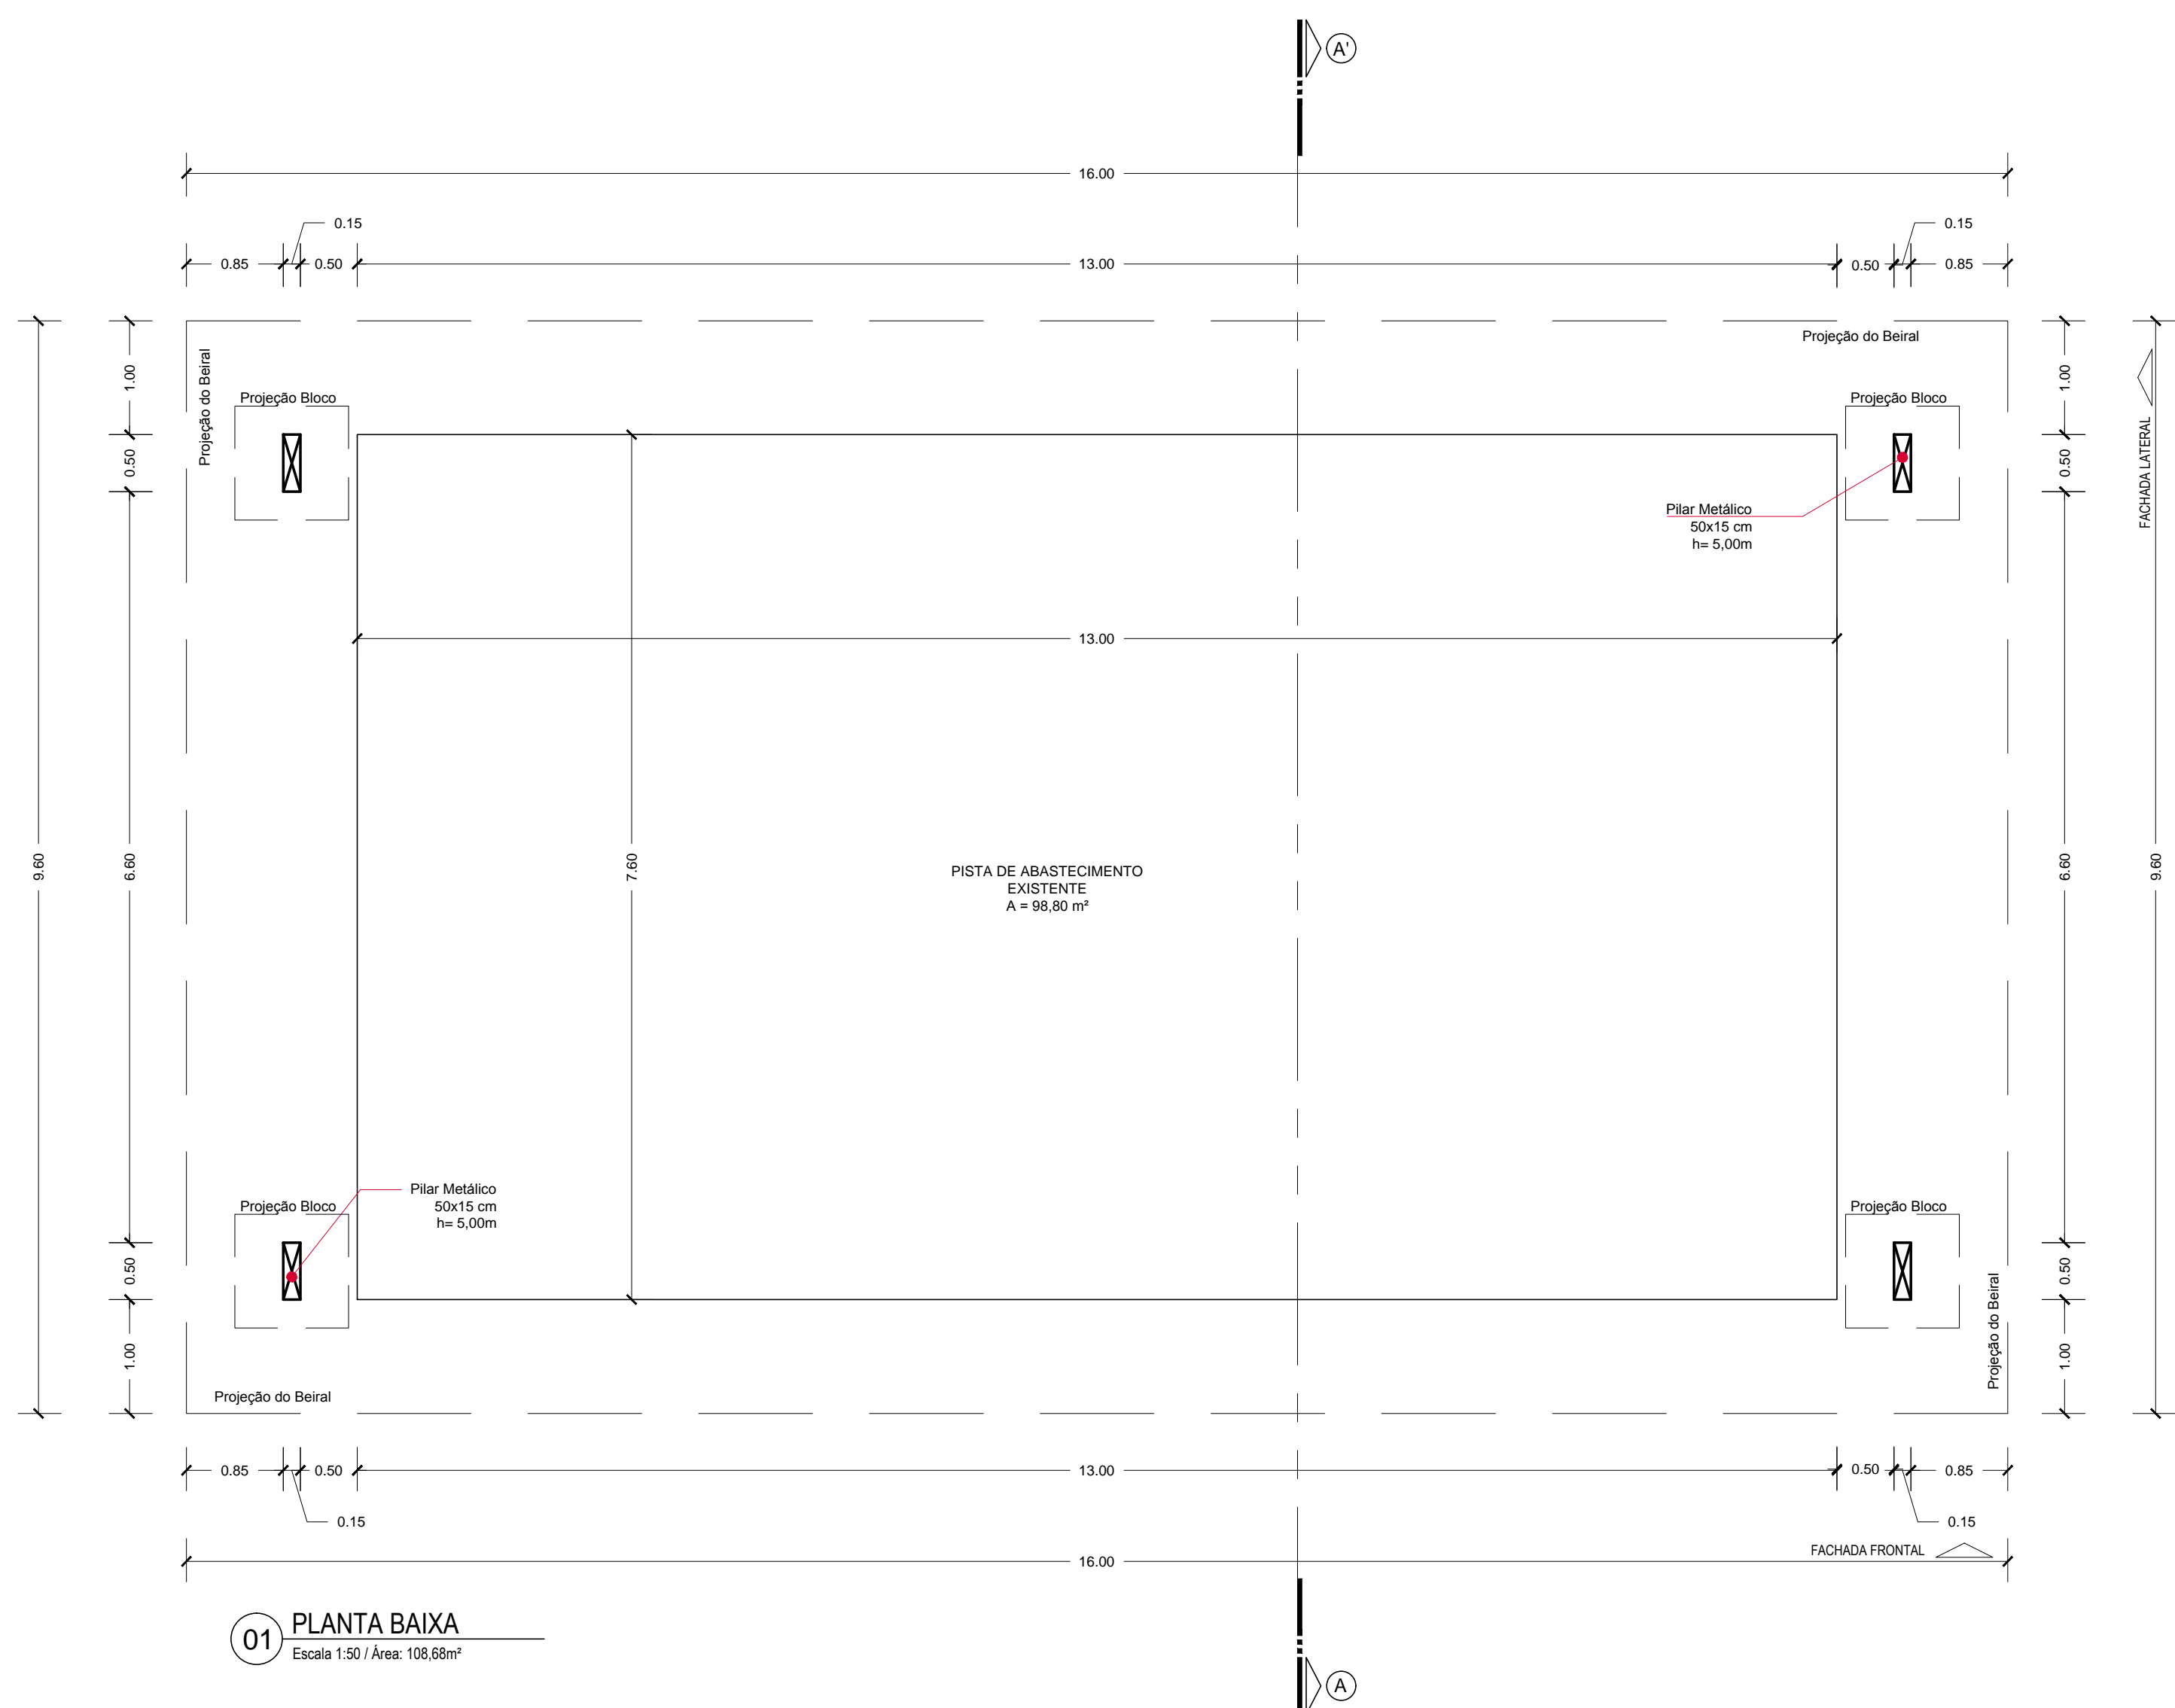 A'
16.00
0.15
0.15
0.85
0.50
13.00
0.50
0.85
Projeção do Beiral
Projeção do Beiral
1.00
1.00
Projeção Bloco
Projeção Bloco
0.50
0.50
FACHADA LATERAL
Pilar Metálico
50x15 cm
h= 5,00m
13.00
9.60
6.60
7.60
PISTA DE ABASTECIMENTO
EXISTENTE
A = 98,80 m²
6.60
9.60
Pilar Metálico
50x15 cm
h= 5,00m
Projeção Bloco
Projeção Bloco
0.50
0.50
Projeção do Beiral
1.00
1.00
Projeção do Beiral
0.85
0.50
13.00
0.50
0.85
0.15
0.15
FACHADA FRONTAL
16.00
01
PLANTA BAIXA
Escala 1:50 / Área: 108,68m²
A